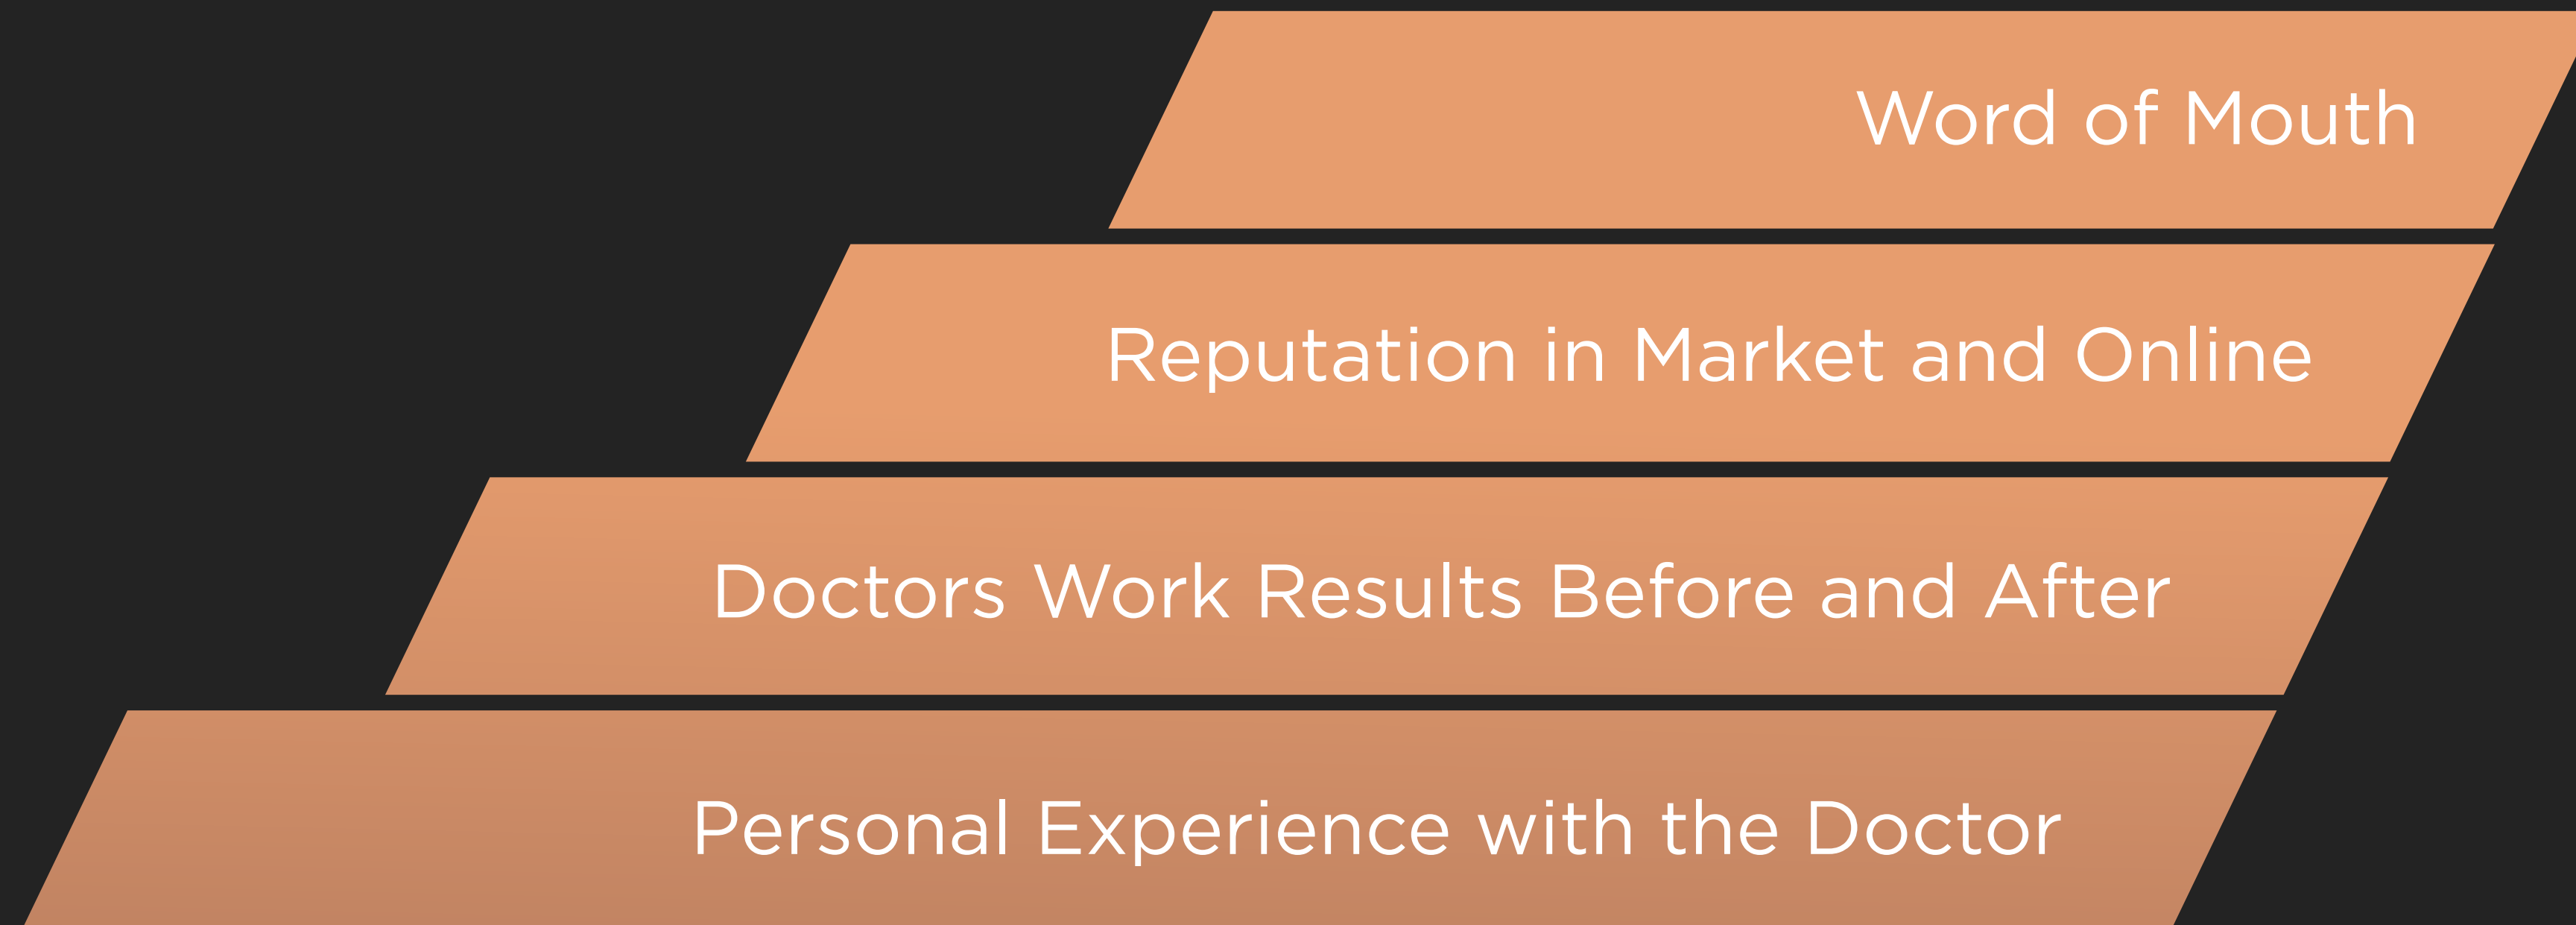 Word of Mouth
Reputation in Market and Online
Doctors Work Results Before and After
Personal Experience with the Doctor